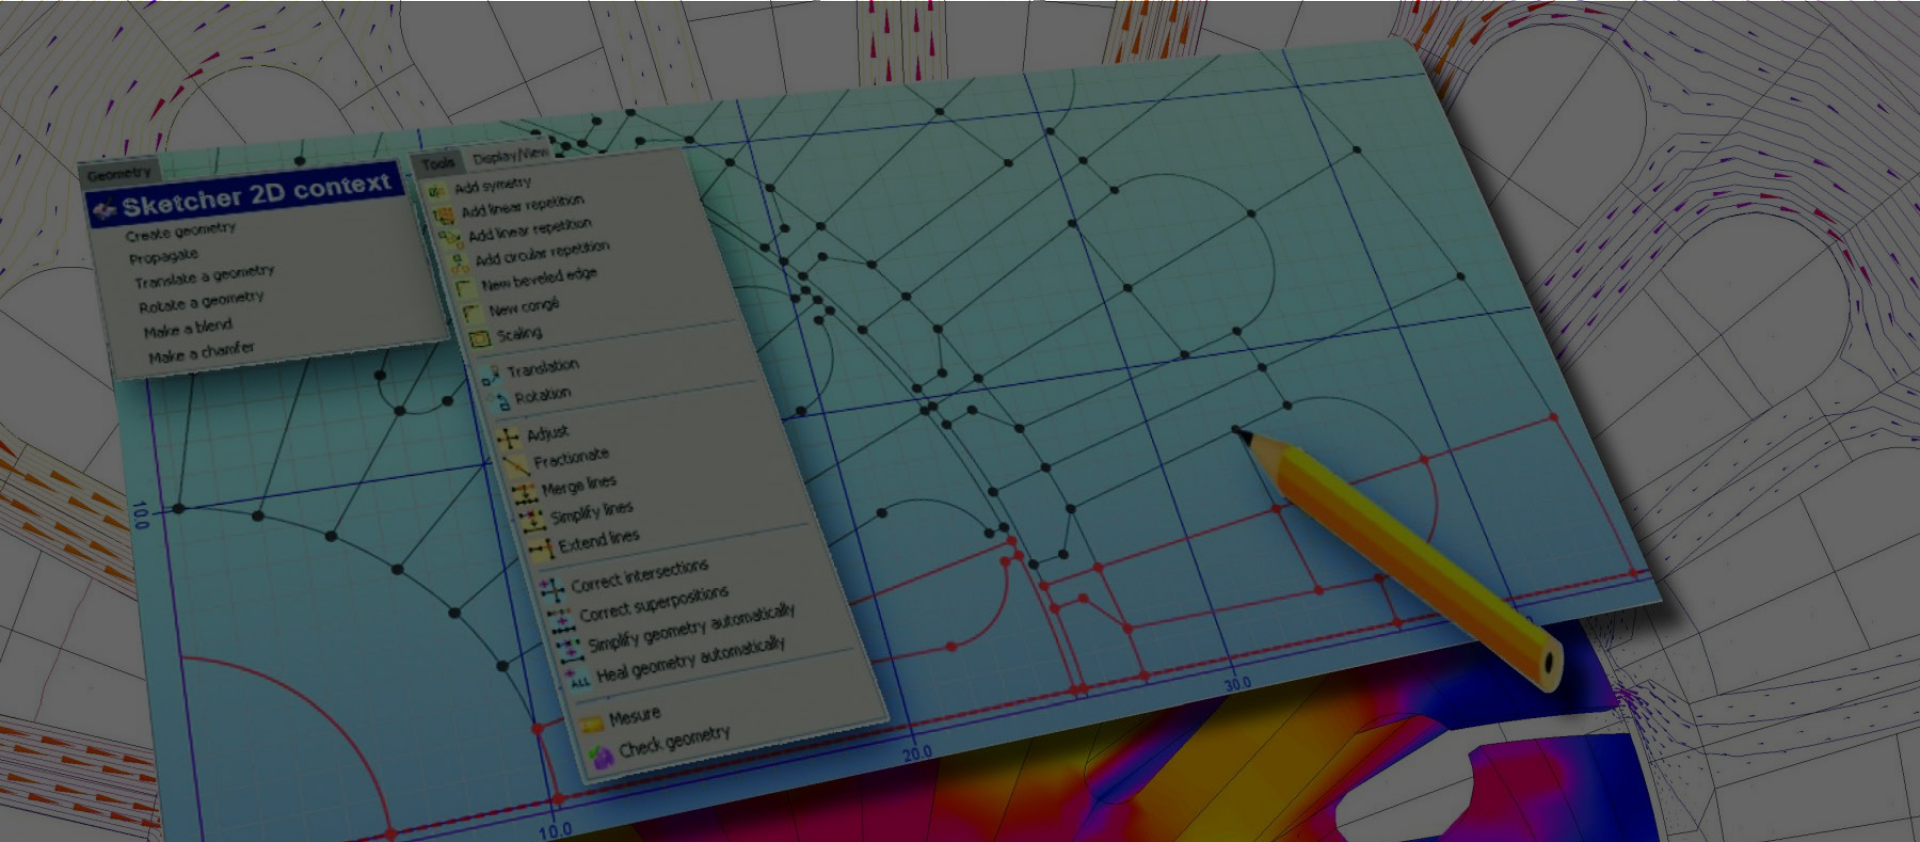 Geometry
Sketcher 2D context
Create geometry
Propagate
Translate a geometry
Rotate a geometry
Make a blend
Make a chamfer
Tools
Display/View
Add symetry
Add linear repetition
Add linear repetition
Add circular repetition
New beveled edge
New congé
Scaling
Translation
Rotation
Adjust
Fractionate
Merge lines
Simplify lines
Extend lines
Correct intersections
Correct superpositions
Simplify geometry automatically
ALL
Heal geometry automatically
Mesure
Check geometry
10.0
10.0
20.0
30.0